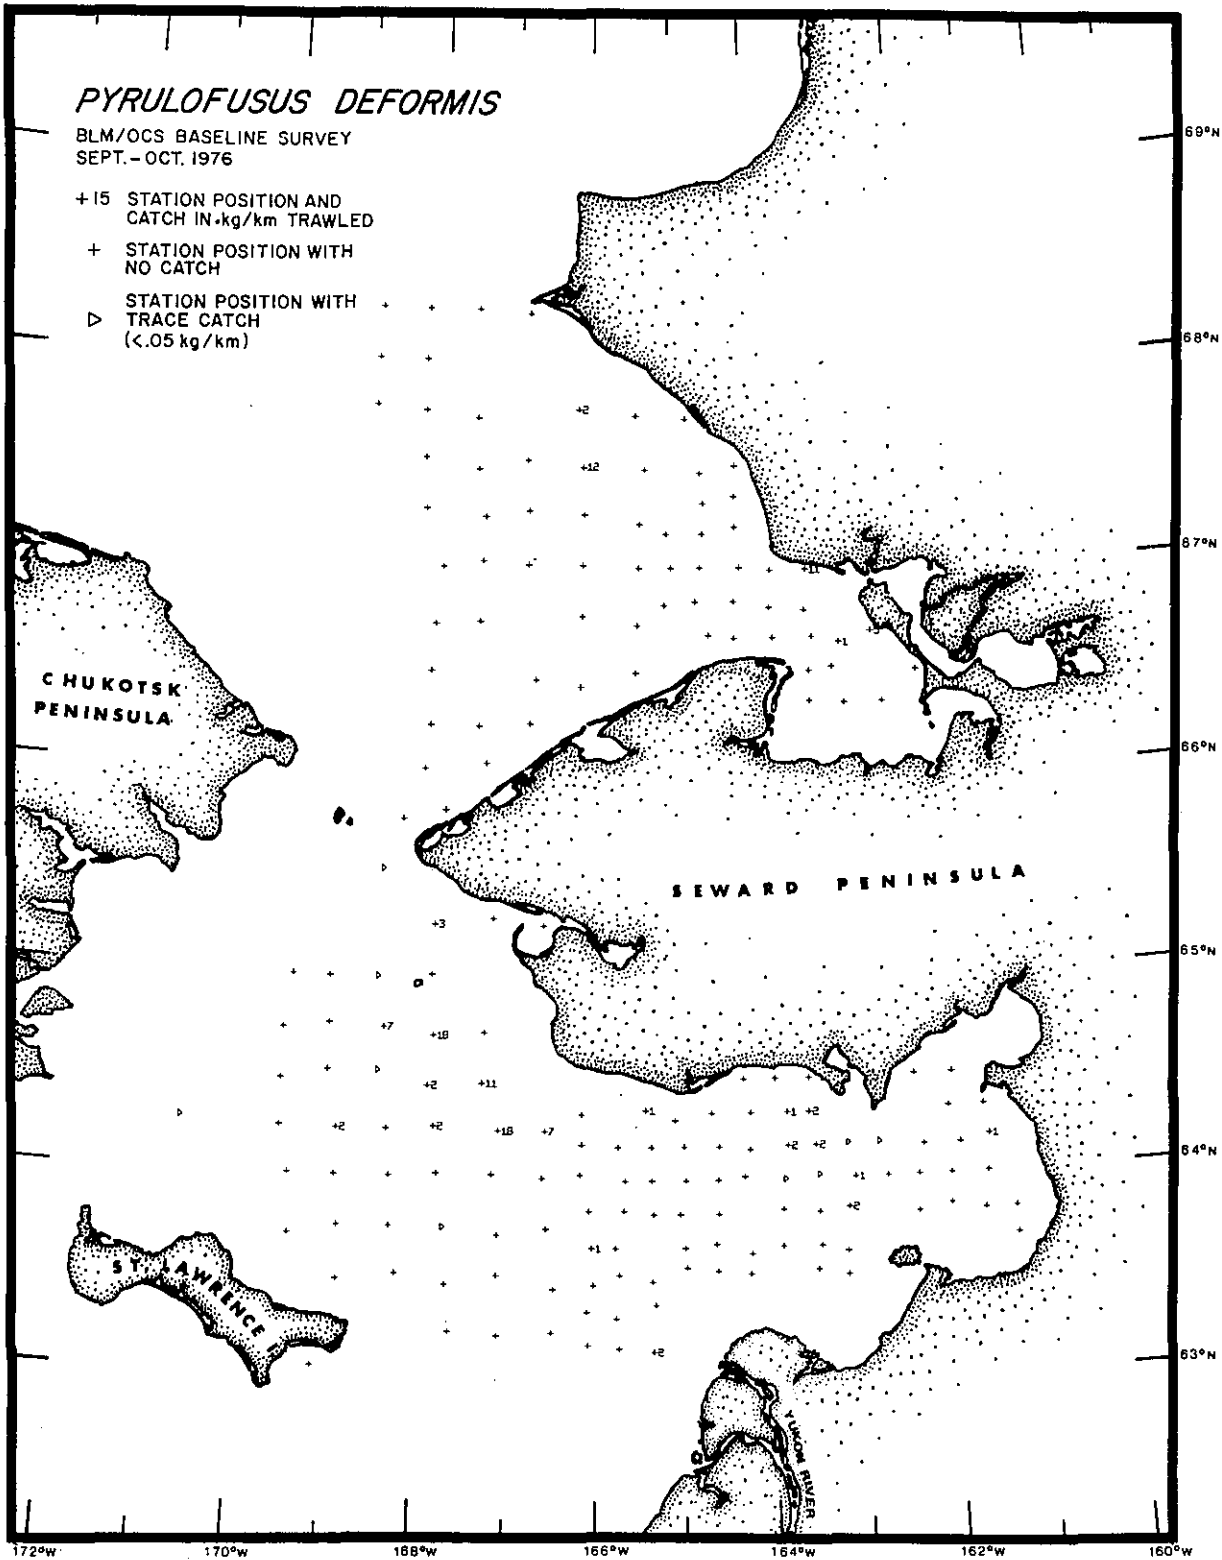 PYRULOFUSUS DEFORMIS
BLM/OCS BASELINE SURVEY
SEPT.-OCT. 1976
+15 STATION POSITION AND
CATCH IN kg/km TRAWLED
+ STATION POSITION WITH
NO CATCH
▷ STATION POSITION WITH
TRACE CATCH
(<.05 kg/km)
69°N
68°N
+2
+12
67°N
+11
+1
CHUKOTSK
PENINSULA
66°N
SEWARD PENINSULA
+3
65°N
+7
+18
+2
+11
+1
+1
+2
+2
+2
+18
+7
+1
+2
+2
64°N
+1
+2
+1
ST. LAWRENCE I.
+2
63°N
YUKON RIVER
172°W
170°W
168°W
166°W
164°W
162°W
160°W